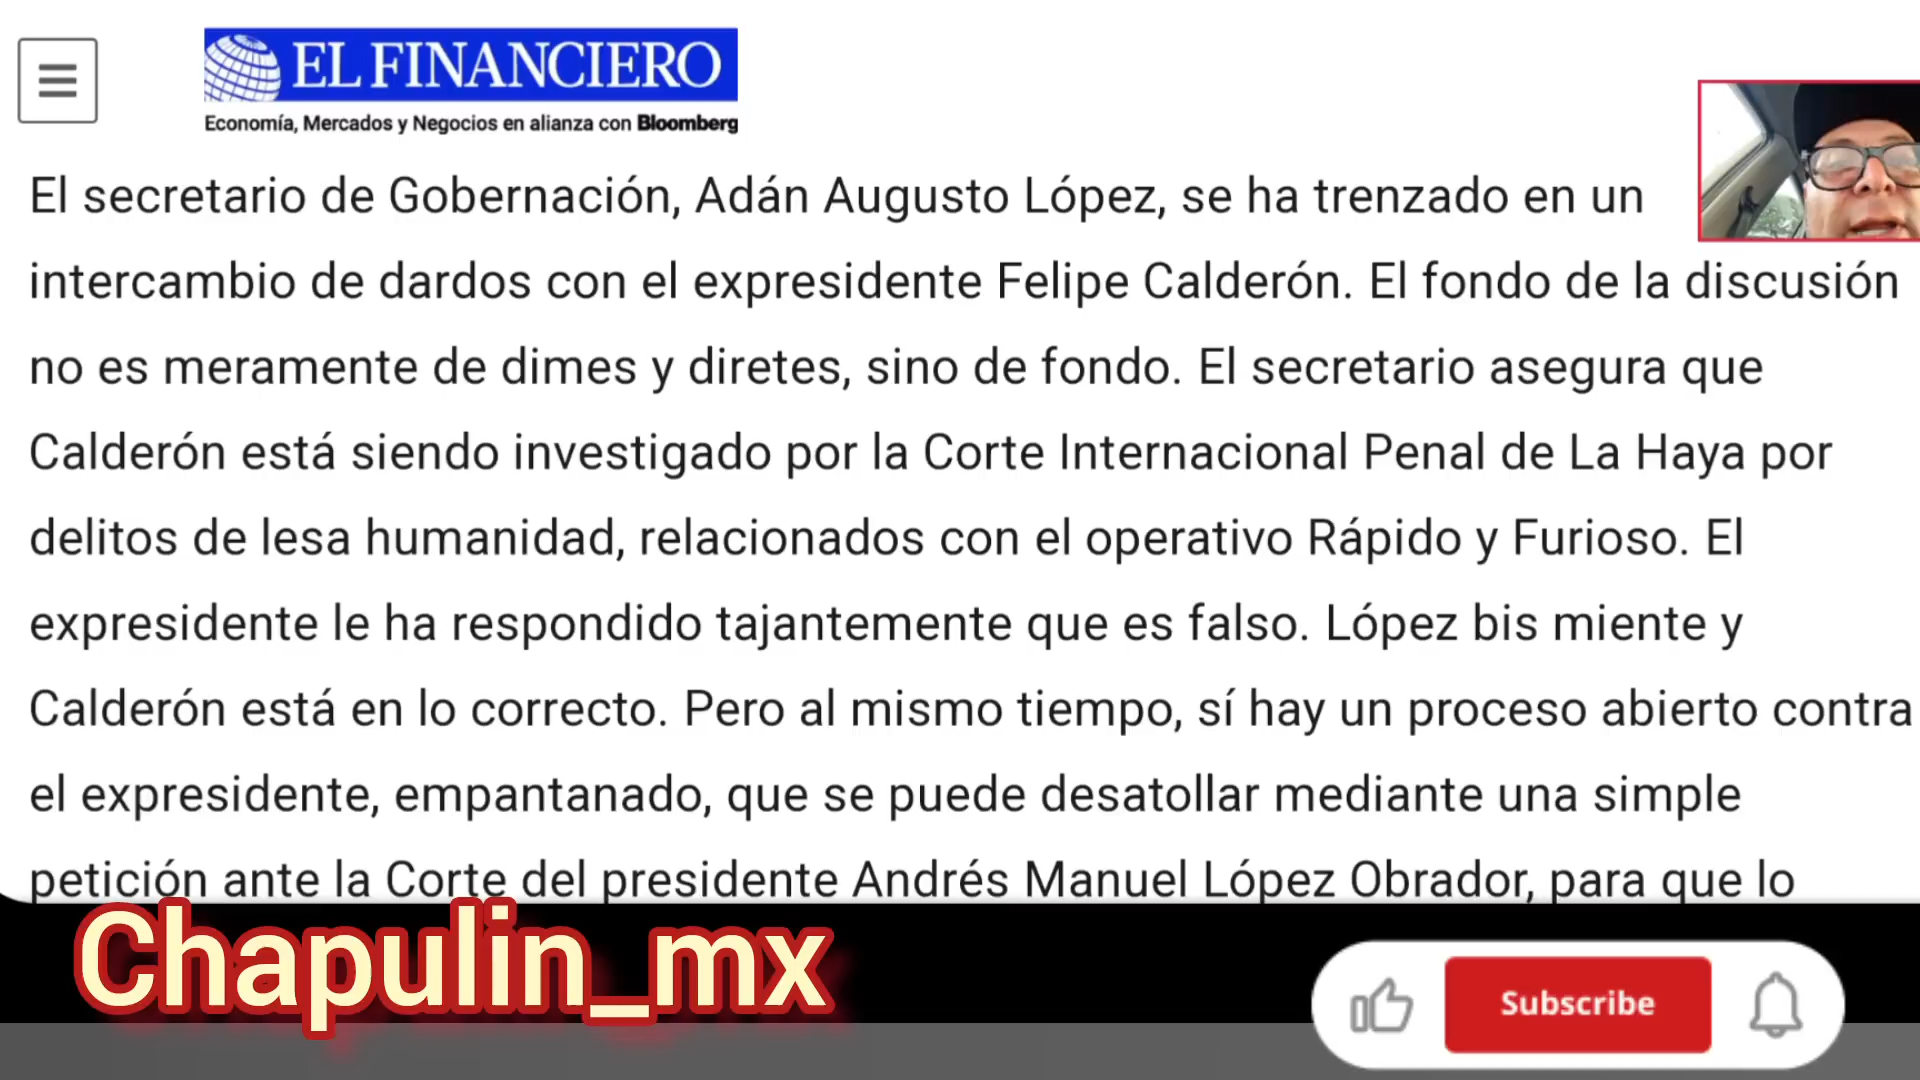 EL FINANCIERO
Economía, Mercados y Negocios en alianza con Bloomberg
El secretario de Gobernación, Adán Augusto López, se ha trenzado en un
intercambio de dardos con el expresidente Felipe Calderón. El fondo de la discusión
no es meramente de dimes y diretes, sino de fondo. El secretario asegura que
Calderón está siendo investigado por la Corte Internacional Penal de La Haya por
delitos de lesa humanidad, relacionados con el operativo Rápido y Furioso. El
expresidente le ha respondido tajantemente que es falso. López bis miente y
Calderón está en lo correcto. Pero al mismo tiempo, sí hay un proceso abierto contra
el expresidente, empantanado, que se puede desatollar mediante una simple
petición ante la Corte del presidente Andrés Manuel López Obrador, para que lo
Chapulin_mx
Subscribe